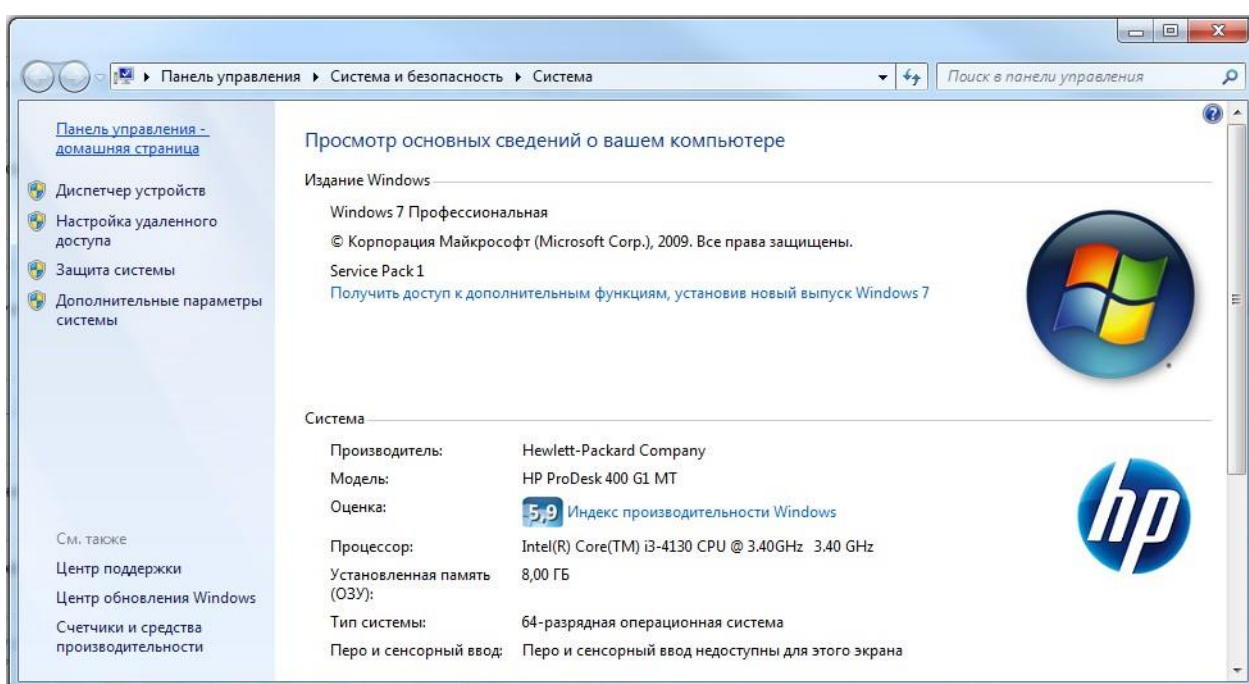 Панель управления ▸ Система и безопасность ▸ Система
Поиск в панели управления
Панель управления -
домашняя страница
Диспетчер устройств
Настройка удаленного
доступа
Защита системы
Дополнительные параметры
системы
См. также
Центр поддержки
Центр обновления Windows
Счетчики и средства
производительности
Просмотр основных сведений о вашем компьютере
Издание Windows
Windows 7 Профессиональная
© Корпорация Майкрософт (Microsoft Corp.), 2009. Все права защищены.
Service Pack 1
Получить доступ к дополнительным функциям, установив новый выпуск Windows 7
Система
Производитель: Hewlett-Packard Company
Модель: HP ProDesk 400 G1 MT
Оценка: 5,9 Индекс производительности Windows
Процессор: Intel(R) Core(TM) i3-4130 CPU @ 3.40GHz 3.40 GHz
Установленная память 8,00 ГБ
(ОЗУ):
Тип системы: 64-разрядная операционная система
Перо и сенсорный ввод: Перо и сенсорный ввод недоступны для этого экрана
hp